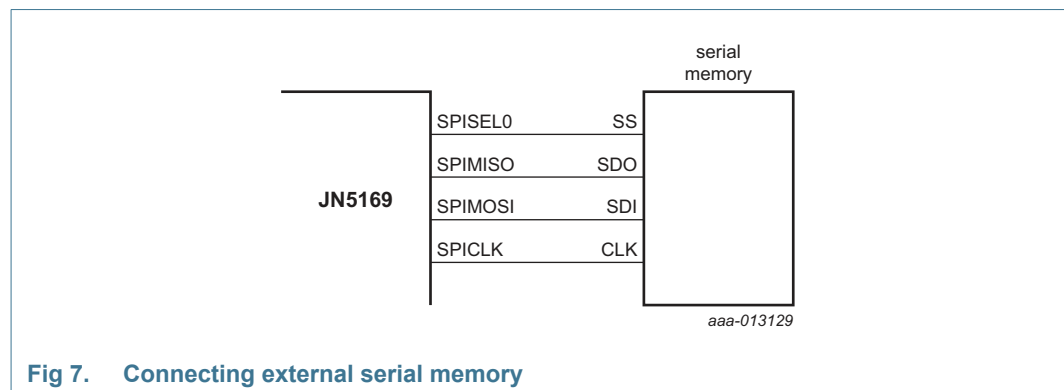 serial
memory
SPISEL0 SS
SPIMISO SDO
JN5169
SPIMOSI SDI
SPICLK CLK
aaa-013129
Fig 7. Connecting external serial memory